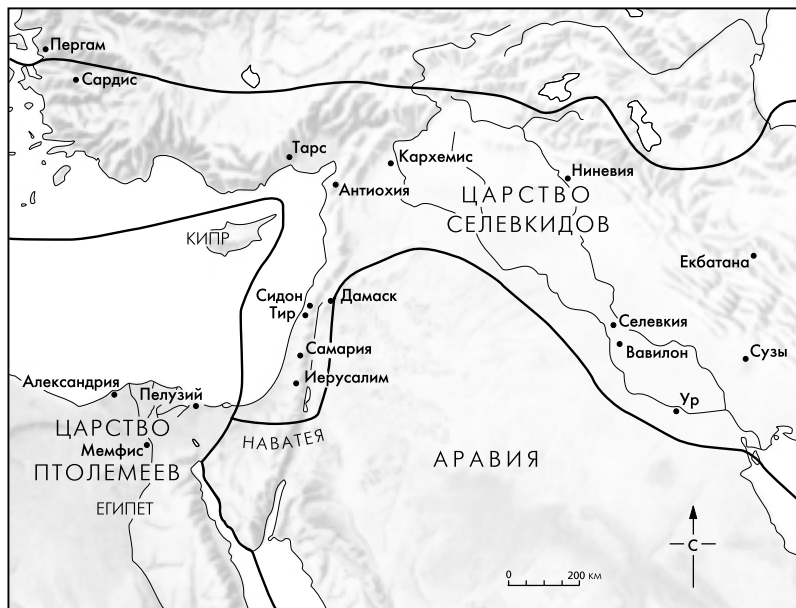 Пергам
Сардис
Тарс
Кархемис
Ниневия
Антиохия
ЦАРСТВО
СЕЛЕВКИДОВ
КИПР
Екбатана
Сидон
Дамаск
Тир
Селевкия
Вавилон
Сузы
Самария
Иерусалим
Александрия
Пелузий
Ур
ЦАРСТВО
ПТОЛЕМЕЕВ
Мемфис
НАВАТЕЯ
АРАВИЯ
ЕГИПЕТ
С
0 200 км